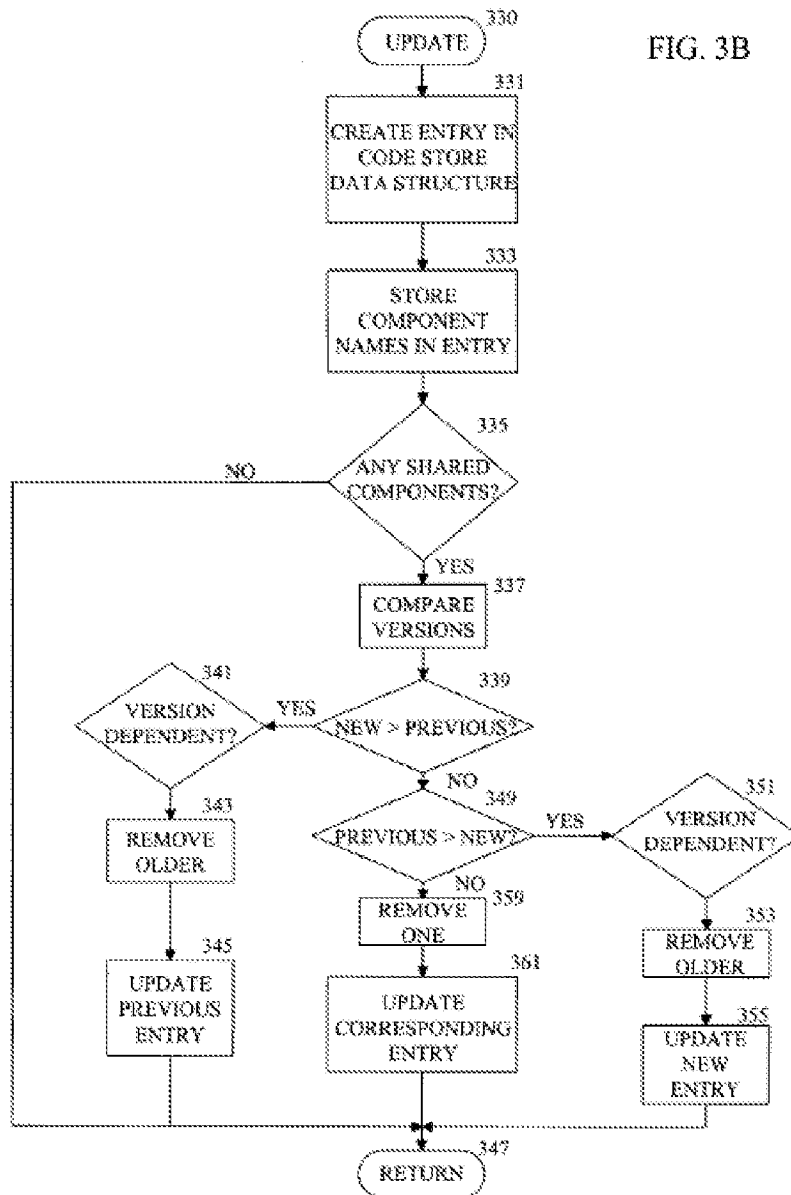 330
UPDATE
FIG. 3B
331
CREATE ENTRY IN
CODE STORE
DATA STRUCTURE
333
STORE
COMPONENT
NAMES IN ENTRY
335
NO
ANY SHARED
COMPONENTS?
YES
337
COMPARE
VERSIONS
341
VERSION
DEPENDENT?
YES
339
NEW > PREVIOUS?
NO
343
REMOVE
OLDER
349
PREVIOUS > NEW?
YES
351
VERSION
DEPENDENT?
NO
359
REMOVE
ONE
353
REMOVE
OLDER
345
UPDATE
PREVIOUS
ENTRY
361
UPDATE
CORRESPONDING
ENTRY
355
UPDATE
NEW
ENTRY
347
RETURN